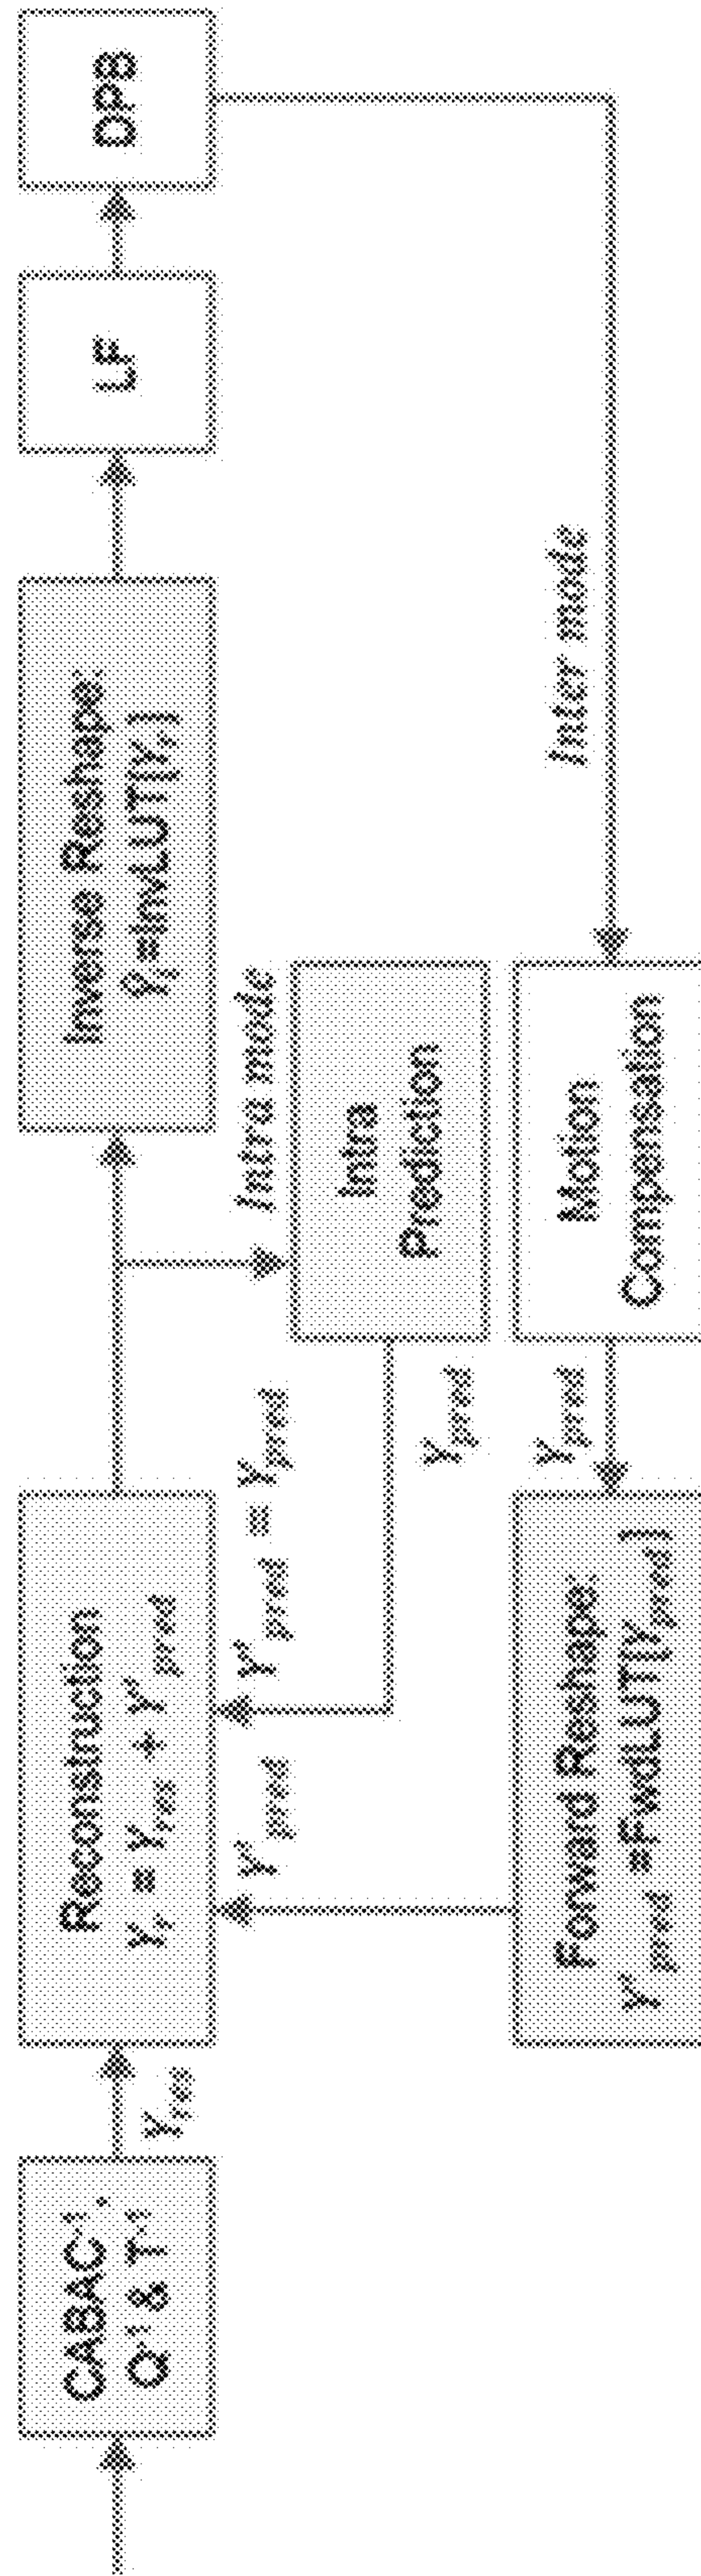 CABAC⁻¹,
Q⁻¹ & T⁻¹
Yres
Reconstruction
Yr = Yres + Y'pred
Inverse Reshape:
Ŷi =InvLUT[Yr]
LF
DPB
Y'pred
Y'pred = Ypred
Intra mode
Intra
Prediction
Ypred
Inter mode
Forward Reshape:
Y'pred =FwdLUT[Ypred]
Ypred
Motion
Compensation